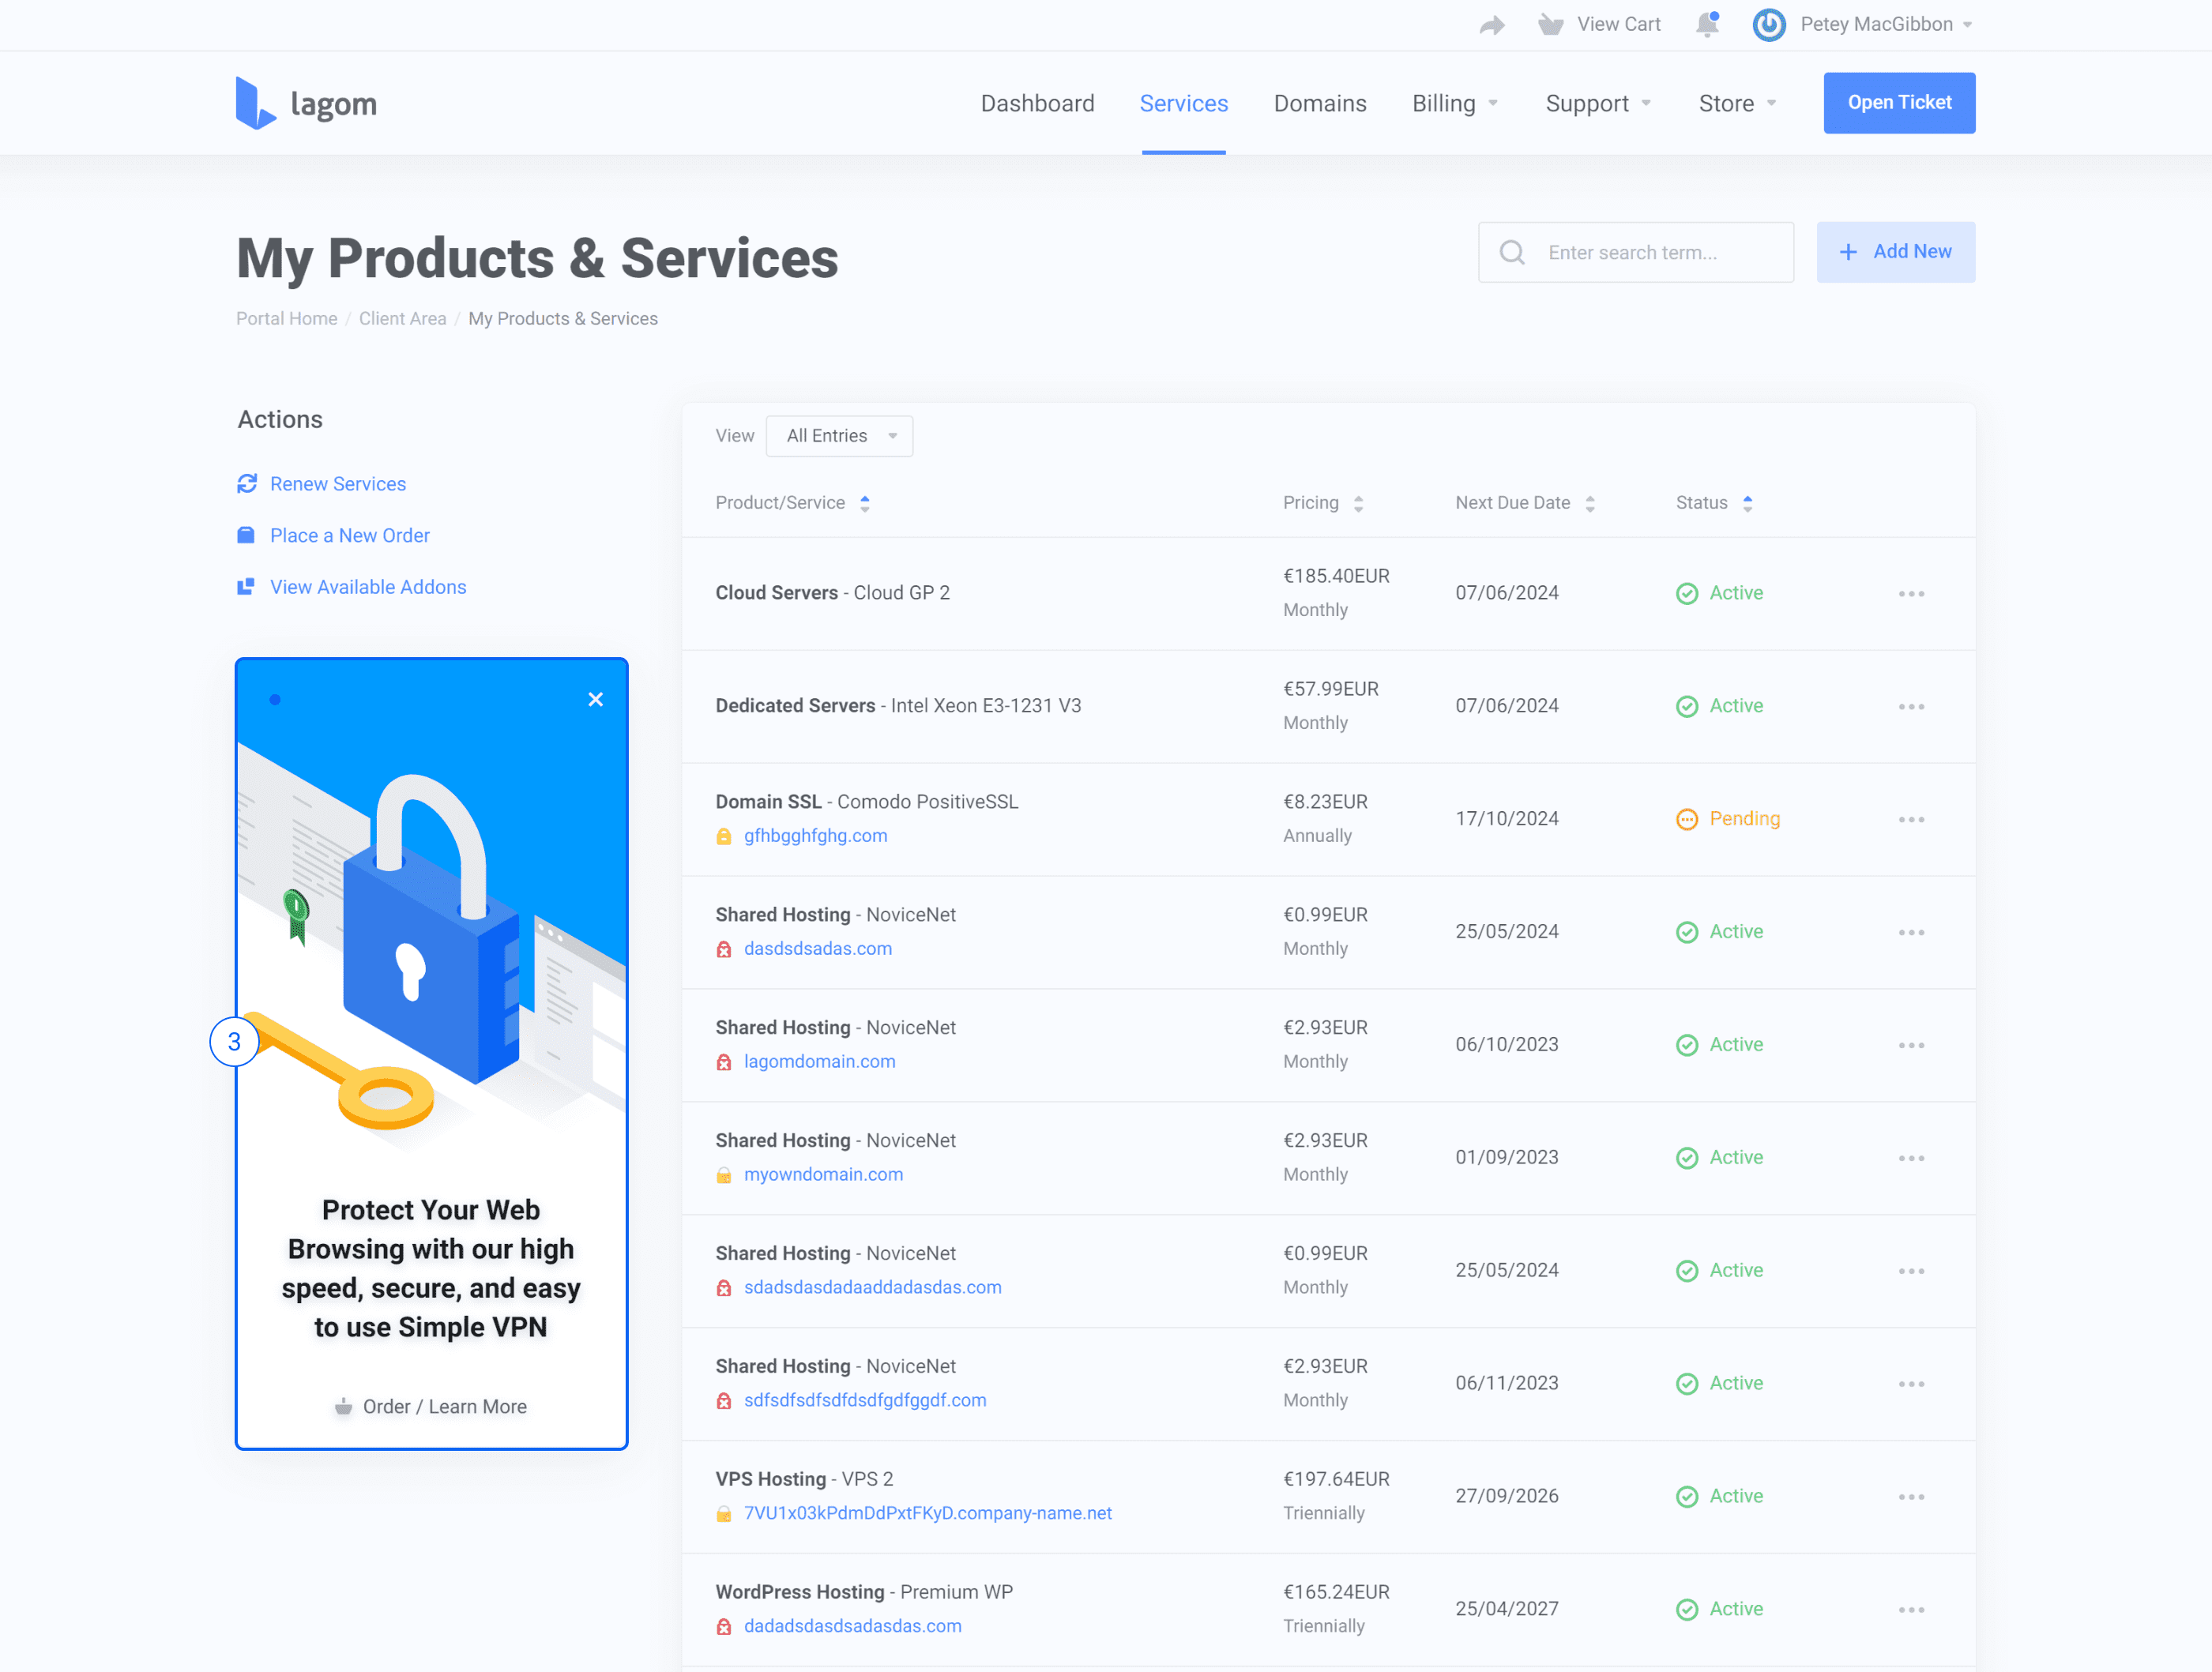 View Cart
Petey MacGibbon
lagom
Dashboard
Services
Domains
Billing
Support
Store
Open Ticket
My Products & Services
Enter search term...
Add New
Portal Home / Client Area / My Products & Services
Actions
Renew Services
Place a New Order
View Available Addons
3
Protect Your Web
Browsing with our high
speed, secure, and easy
to use Simple VPN
Order / Learn More
View
All Entries
Product/Service
Pricing
Next Due Date
Status
Cloud Servers - Cloud GP 2
€185.40EUR
Monthly
07/06/2024
Active
Dedicated Servers - Intel Xeon E3-1231 V3
€57.99EUR
Monthly
07/06/2024
Active
Domain SSL - Comodo PositiveSSL
gfhbgghfghg.com
€8.23EUR
Annually
17/10/2024
Pending
Shared Hosting - NoviceNet
dasdsdsadas.com
€0.99EUR
Monthly
25/05/2024
Active
Shared Hosting - NoviceNet
lagomdomain.com
€2.93EUR
Monthly
06/10/2023
Active
Shared Hosting - NoviceNet
myowndomain.com
€2.93EUR
Monthly
01/09/2023
Active
Shared Hosting - NoviceNet
sdadsdasdadaaddadasdas.com
€0.99EUR
Monthly
25/05/2024
Active
Shared Hosting - NoviceNet
sdfsdfsdfsdfdsdfgdfggdf.com
€2.93EUR
Monthly
06/11/2023
Active
VPS Hosting - VPS 2
7VU1x03kPdmDdPxtFKyD.company-name.net
€197.64EUR
Triennially
27/09/2026
Active
WordPress Hosting - Premium WP
dadadsdasdsadasdas.com
€165.24EUR
Triennially
25/04/2027
Active